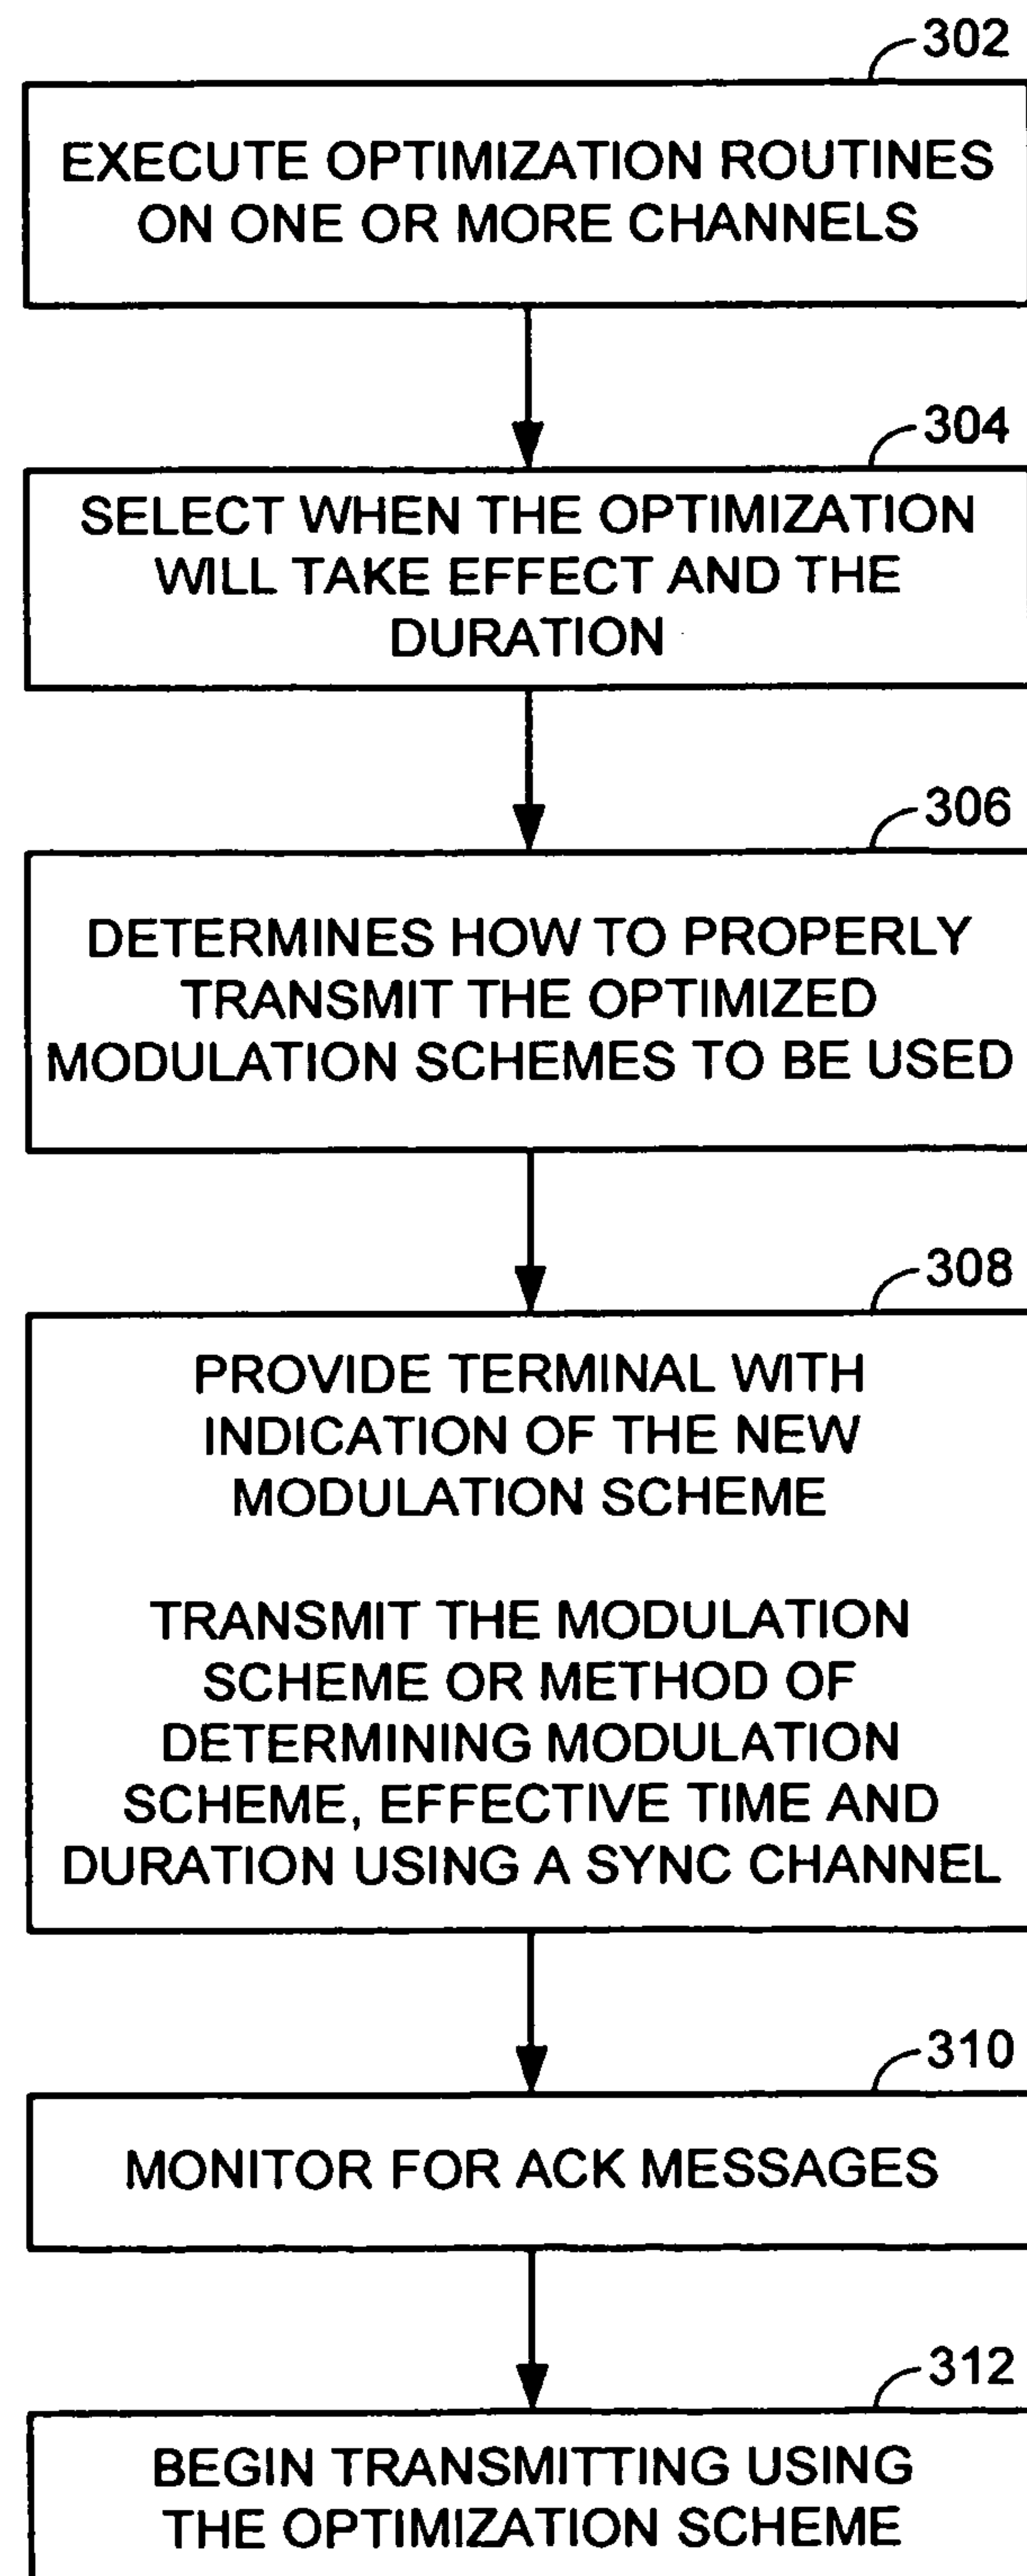 302
EXECUTE OPTIMIZATION ROUTINES
ON ONE OR MORE CHANNELS
304
SELECT WHEN THE OPTIMIZATION
WILL TAKE EFFECT AND THE
DURATION
306
DETERMINES HOW TO PROPERLY
TRANSMIT THE OPTIMIZED
MODULATION SCHEMES TO BE USED
308
PROVIDE TERMINAL WITH
INDICATION OF THE NEW
MODULATION SCHEME
TRANSMIT THE MODULATION
SCHEME OR METHOD OF
DETERMINING MODULATION
SCHEME, EFFECTIVE TIME AND
DURATION USING A SYNC CHANNEL
310
MONITOR FOR ACK MESSAGES
312
BEGIN TRANSMITTING USING
THE OPTIMIZATION SCHEME